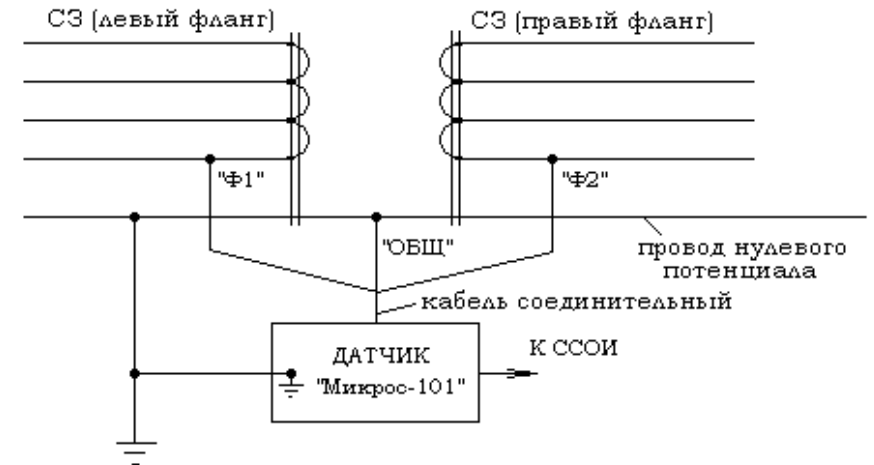 СЗ (левый фланг)
СЗ (правый фланг)
"Ф1"
"Ф2"
"ОБЩ"
провод нулевого
потенциала
кабель соединительный
К ССОИ
ДАТЧИК
"Микрос-101"